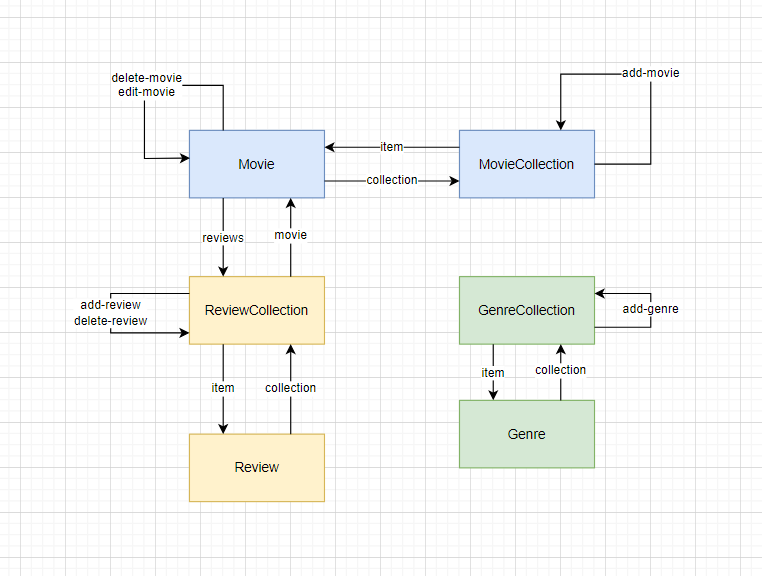 delete-movie
edit-movie
add-movie
Movie
item
collection
MovieCollection
reviews
movie
add-review
delete-review
ReviewCollection
GenreCollection
add-genre
item
collection
item
collection
Review
Genre